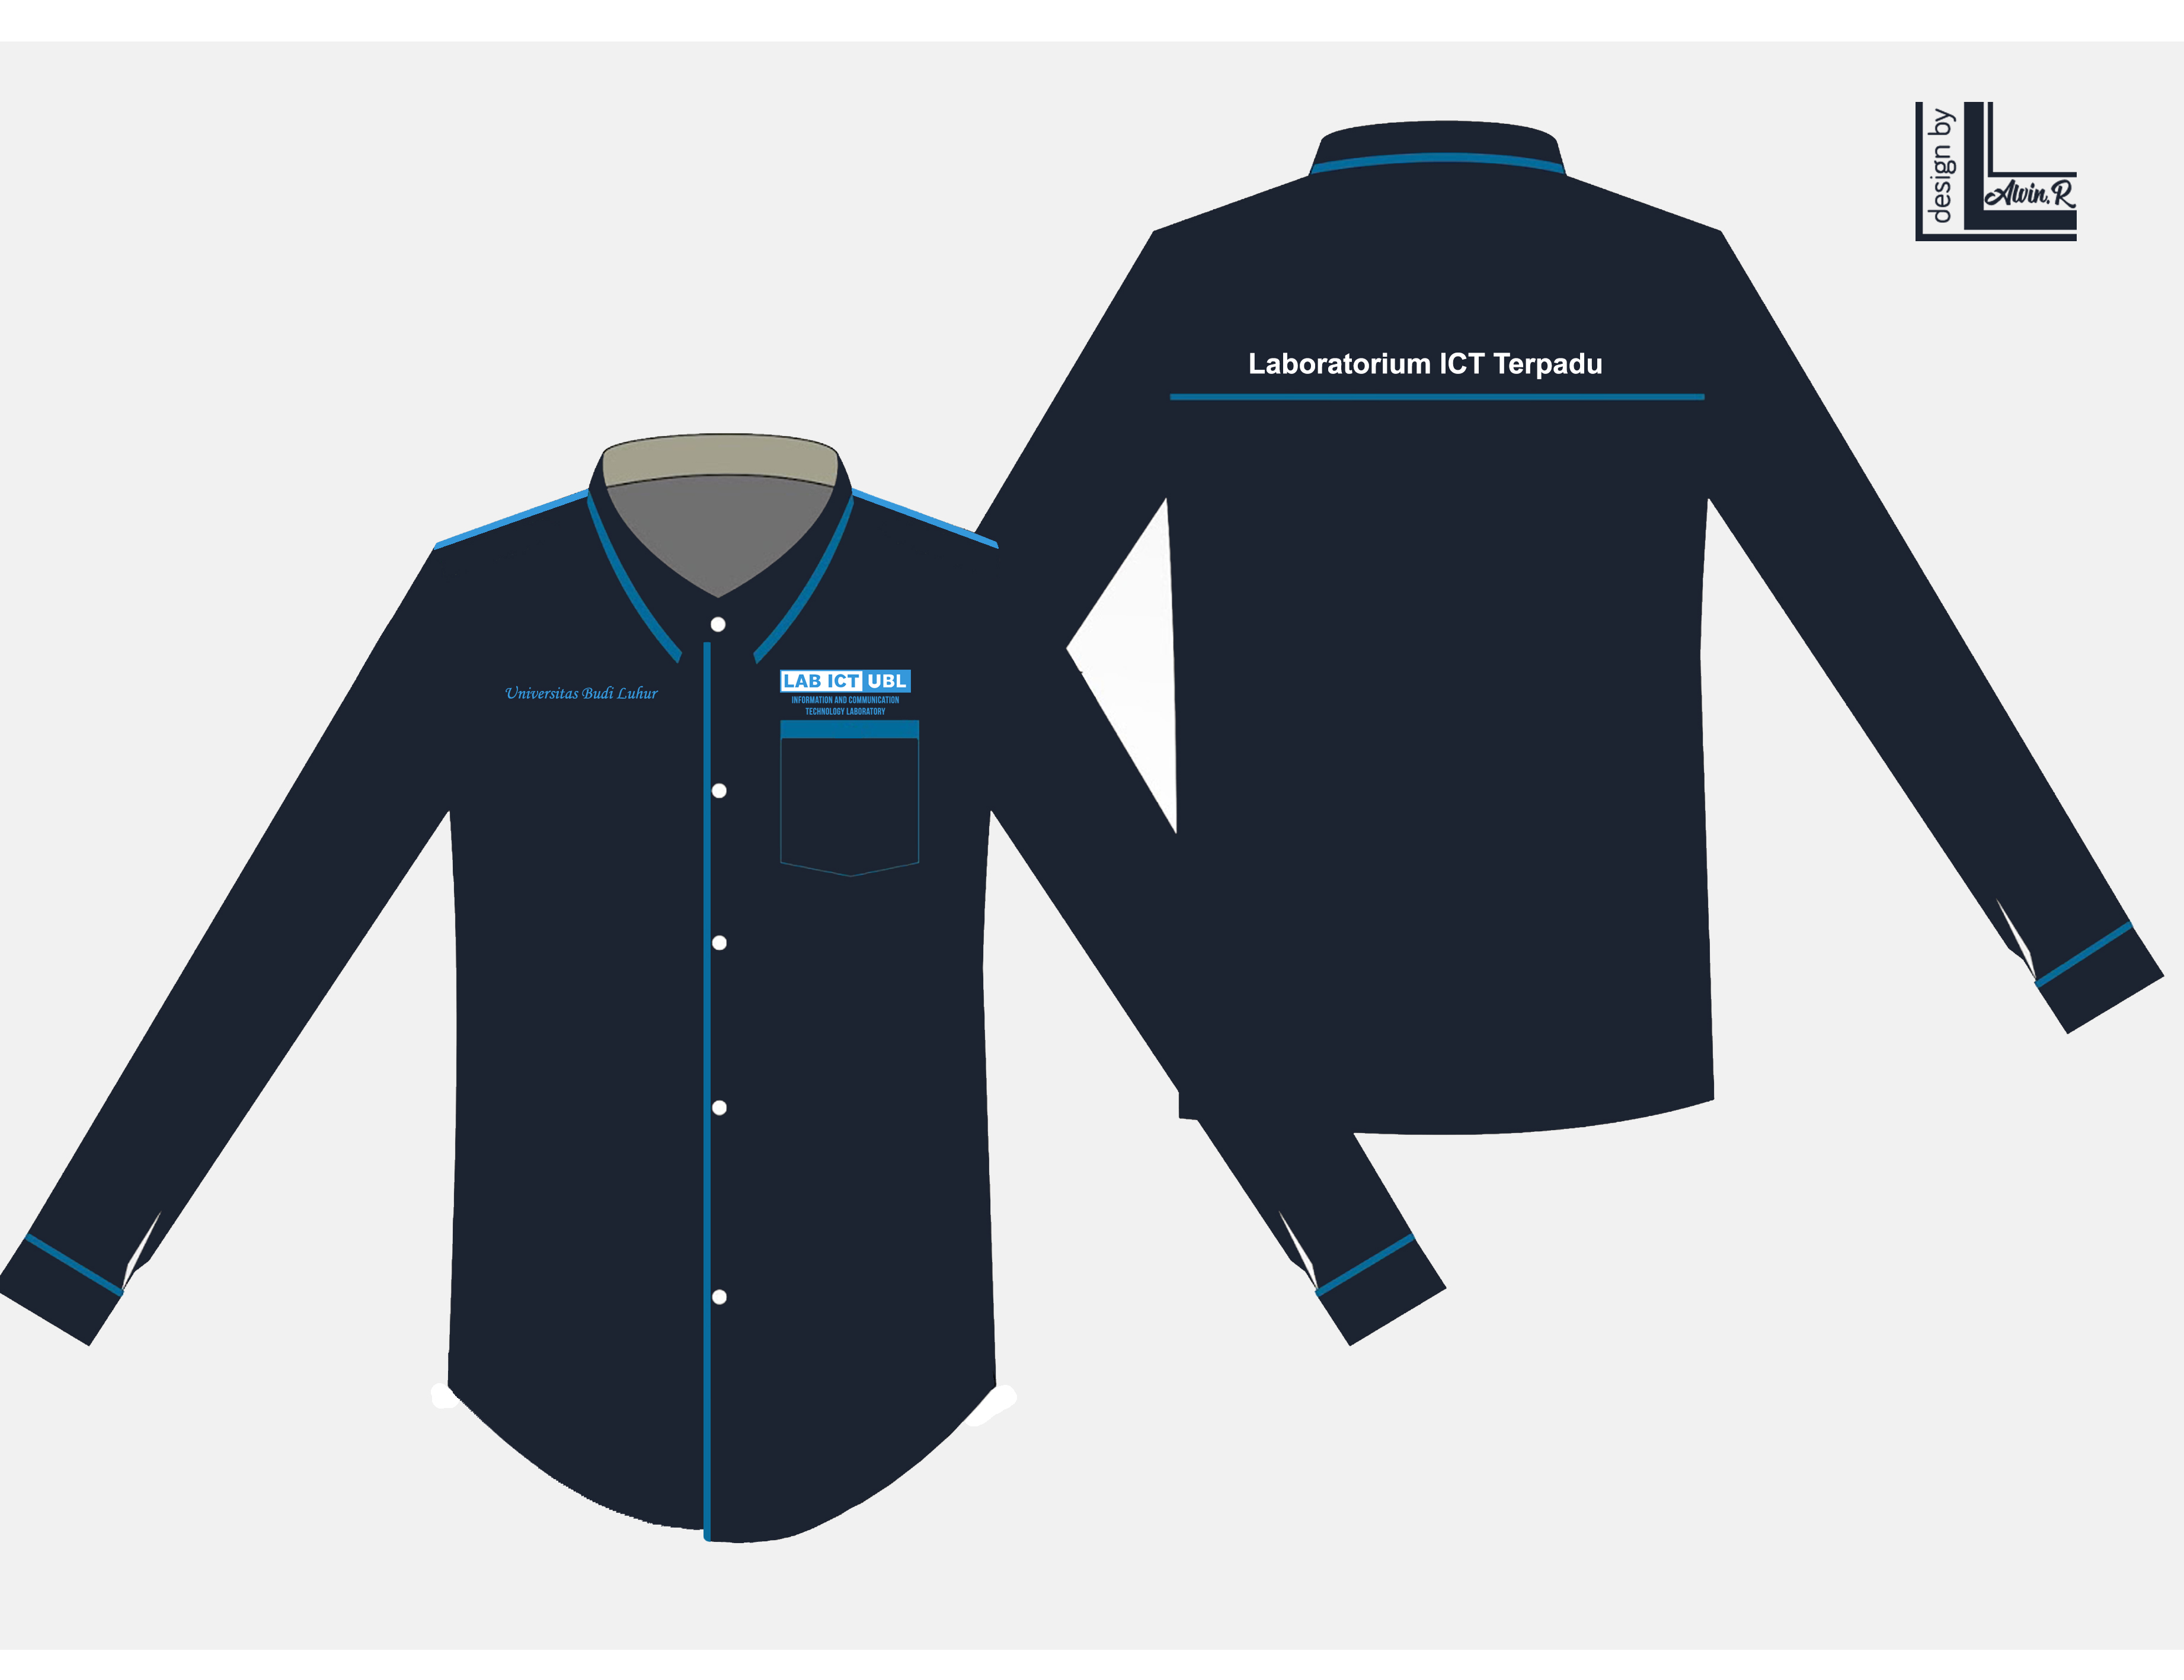 design by
Alwin.R
Laboratorium ICT Terpadu
Universitas Budi Luhur
LAB ICT UBL
INFORMATION AND COMMUNICATION
TECHNOLOGY LABORATORY